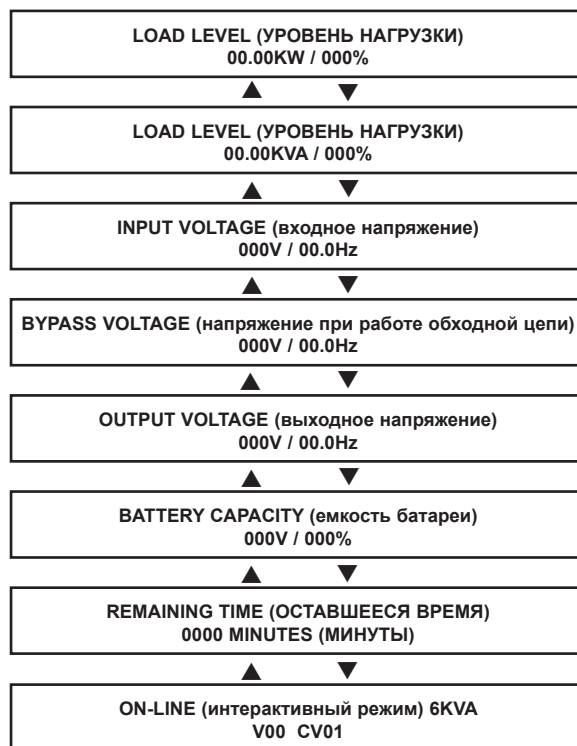 LOAD LEVEL (УРОВЕНЬ НАГРУЗКИ)
00.00KW / 000%
LOAD LEVEL (УРОВЕНЬ НАГРУЗКИ)
00.00KVA / 000%
INPUT VOLTAGE (входное напряжение)
000V / 00.0Hz
BYPASS VOLTAGE (напряжение при работе обходной цепи)
000V / 00.0Hz
OUTPUT VOLTAGE (выходное напряжение)
000V / 00.0Hz
BATTERY CAPACITY (емкость батареи)
000V / 000%
REMAINING TIME (ОСТАВШЕЕСЯ ВРЕМЯ)
0000 MINUTES (МИНУТЫ)
ON-LINE (интерактивный режим) 6KVA
V00 CV01